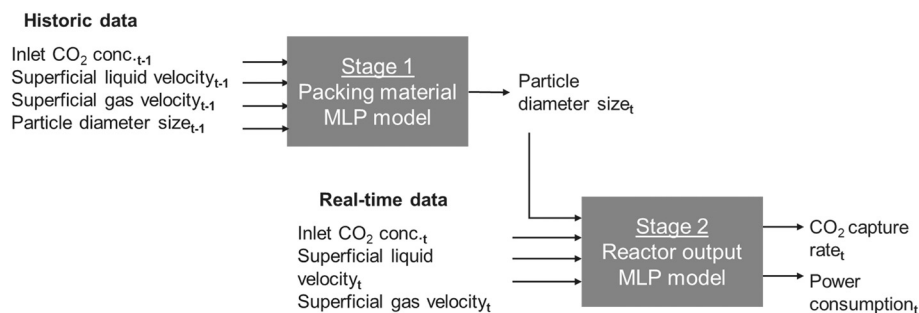 Historic data
Inlet CO₂ conc.t-1
Superficial liquid velocityt-1
Superficial gas velocityt-1
Particle diameter sizet-1
Stage 1
Packing material
MLP model
Particle
diameter sizet
Real-time data
Inlet CO₂ conc.t
Superficial liquid
velocityt
Superficial gas velocityt
Stage 2
Reactor output
MLP model
CO₂ capture
ratet
Power
consumptiont